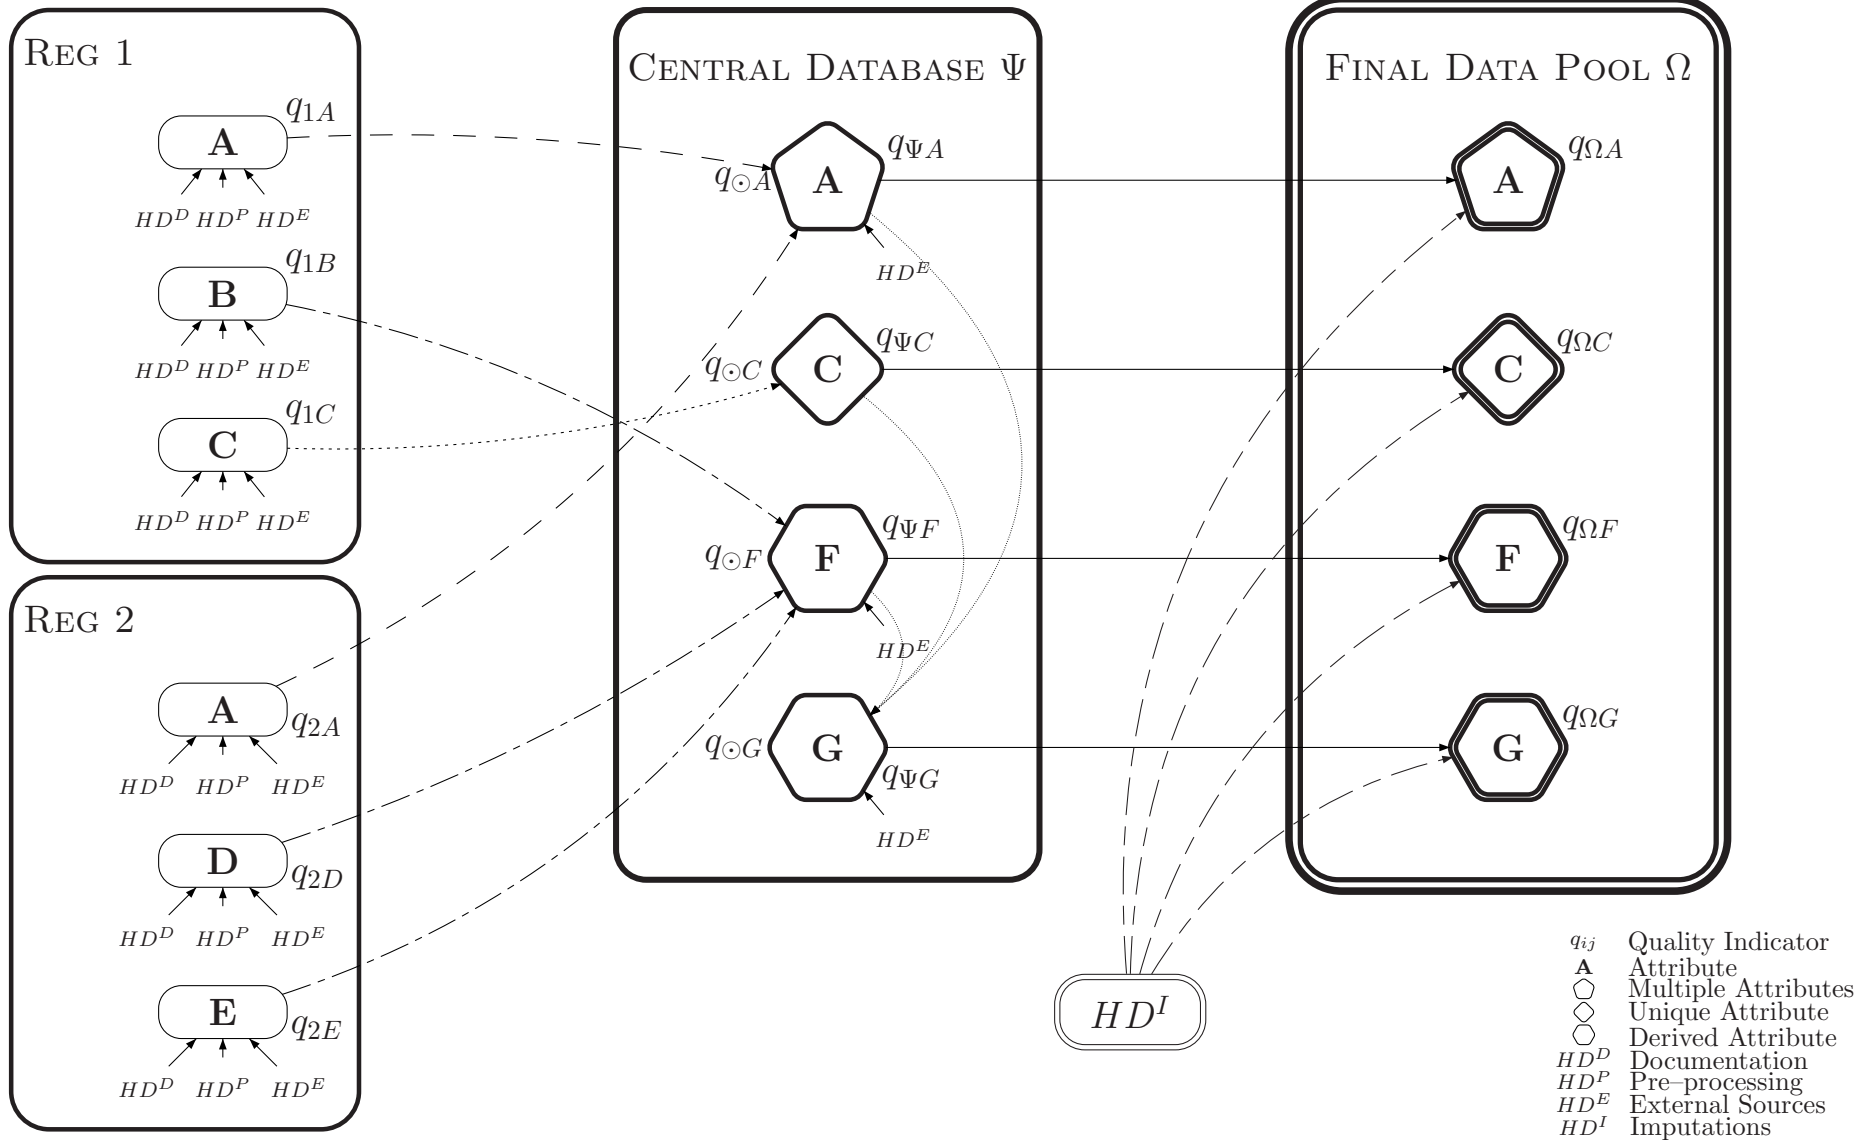 REG 1
q1A
A
HD^D HD^P HD^E
q1B
B
HD^D HD^P HD^E
q1C
C
HD^D HD^P HD^E
REG 2
A
q2A
HD^D HD^P HD^E
D
q2D
HD^D HD^P HD^E
E
q2E
HD^D HD^P HD^E
CENTRAL DATABASE Ψ
qΨA
q⊙A
A
HD^E
qΨC
q⊙C
C
qΨF
q⊙F
F
HD^E
q⊙G
G
qΨG
HD^E
FINAL DATA POOL Ω
qΩA
A
qΩC
C
qΩF
F
qΩG
G
HD^I
qij Quality Indicator
A Attribute
Multiple Attributes
Unique Attribute
Derived Attribute
HD^D Documentation
HD^P Pre–processing
HD^E External Sources
HD^I Imputations